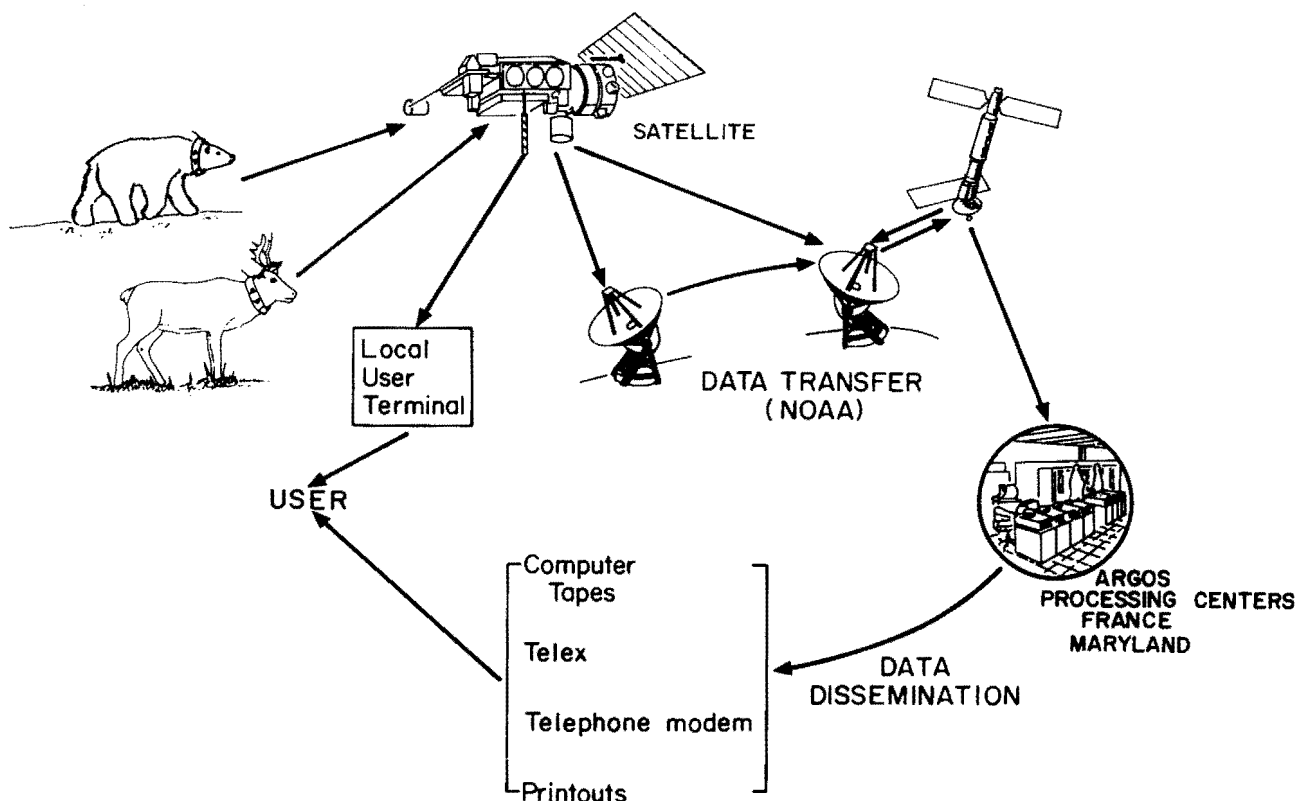 SATELLITE
Local
User
Terminal
DATA TRANSFER
(NOAA)
USER
ARGOS
PROCESSING CENTERS
FRANCE
MARYLAND
DATA
DISSEMINATION
Computer
Tapes
Telex
Telephone modem
Printouts